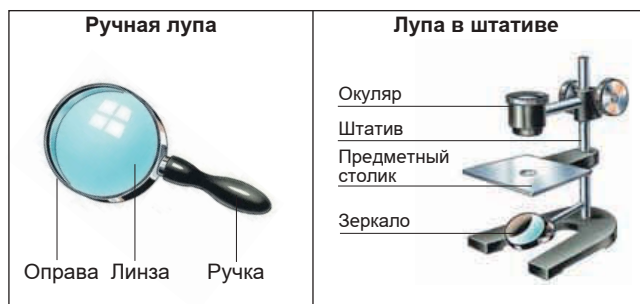 Ручная лупа
Оправа Линза Ручка
Лупа в штативе
Окуляр
Штатив
Предметный
столик
Зеркало